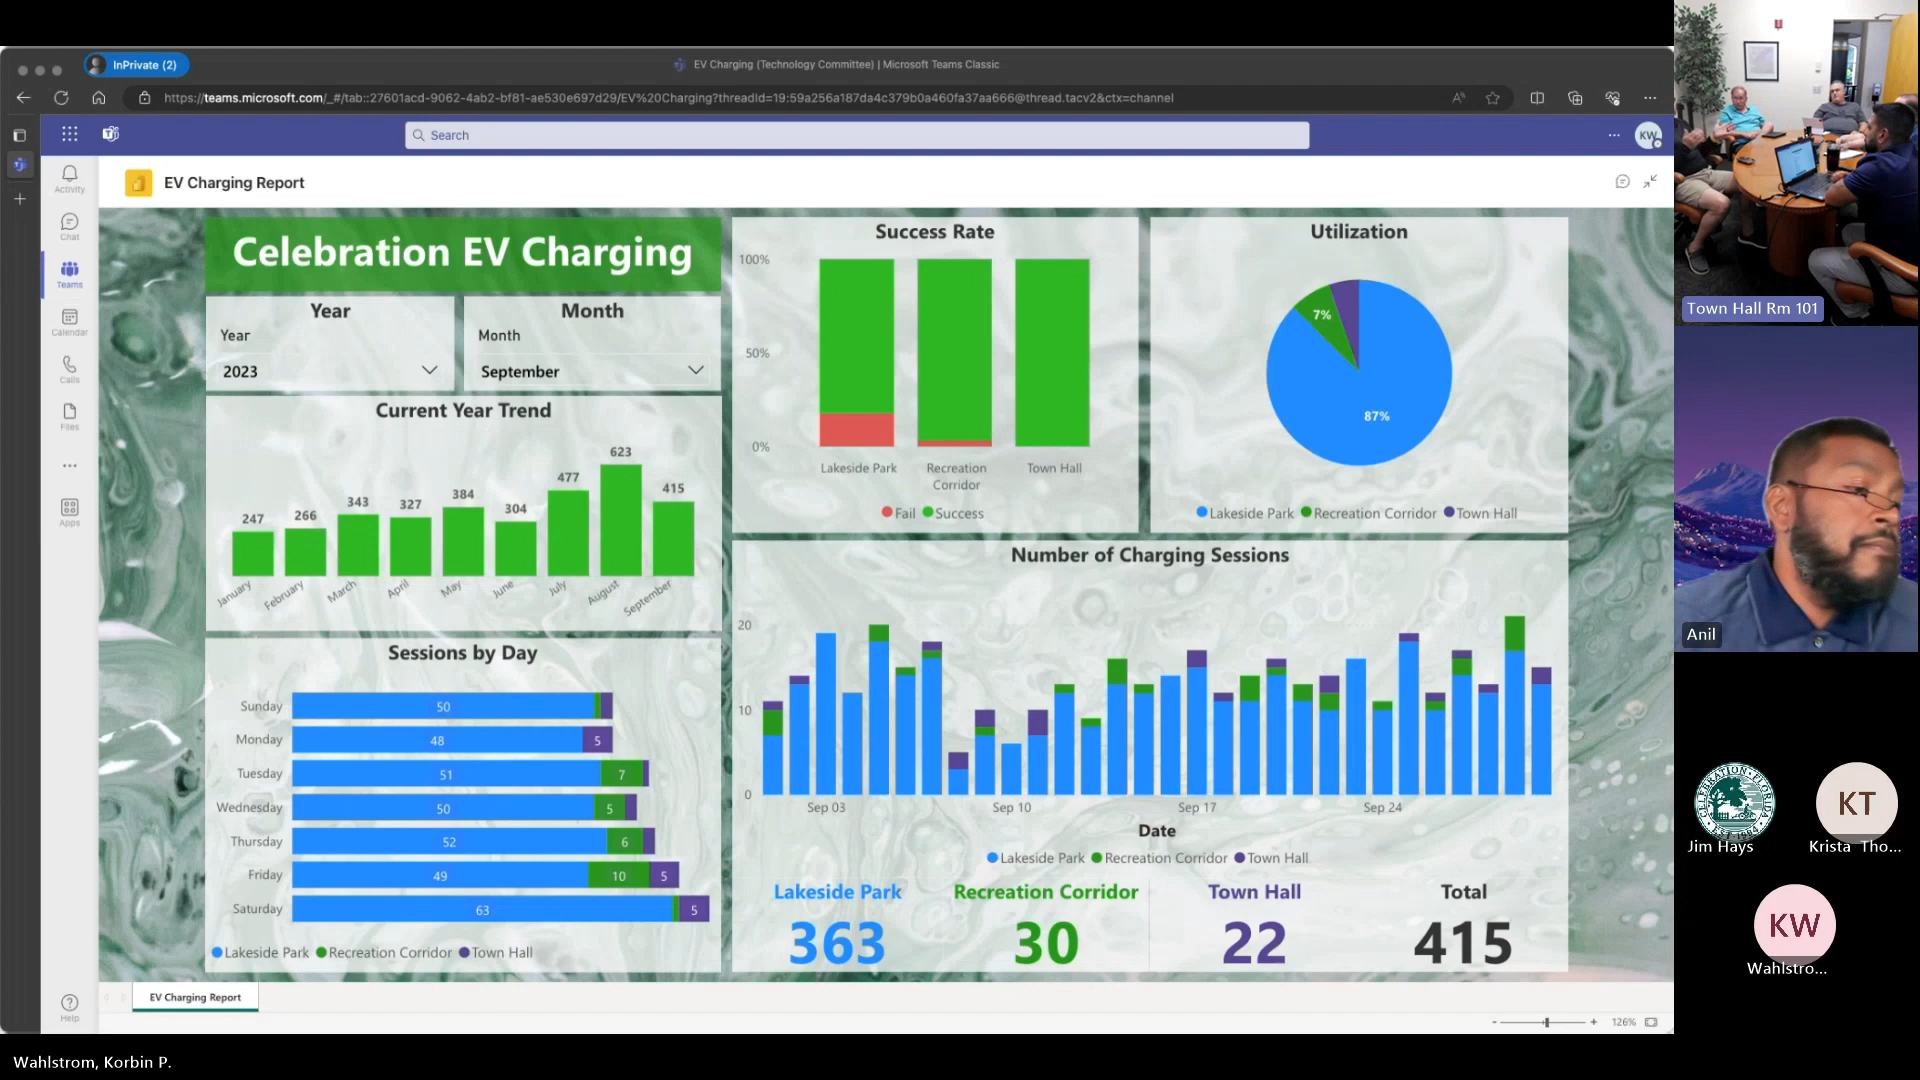 InPrivate (2)
EV Charging (Technology Committee) | Microsoft Teams Classic
https://teams.microsoft.com/_#/tab::27601acd-9062-4ab2-bf81-ae530e697d29/EV%20Charging?threadId=19:59a256a187da4c379b0a460fa37aa666@thread.tacv2&ctx=channel
Search
KW
Activity
Chat
Teams
Calendar
Calls
Files
Apps
Help
EV Charging Report
Celebration EV Charging
Year
Year
2023
Month
Month
September
Current Year Trend
247 266 343 327 384 304 477 623 415
January February March April May June July August September
Sessions by Day
Sunday 50
Monday 48 5
Tuesday 51 7
Wednesday 50 5
Thursday 52 6
Friday 49 10 5
Saturday 63 5
Lakeside Park Recreation Corridor Town Hall
Success Rate
100%
50%
0%
Lakeside Park Recreation Corridor Town Hall
Fail Success
Utilization
7%
87%
Lakeside Park Recreation Corridor Town Hall
Number of Charging Sessions
20
10
0
Sep 03 Sep 10 Sep 17 Sep 24
Date
Lakeside Park Recreation Corridor Town Hall
Lakeside Park Recreation Corridor Town Hall Total
363 30 22 415
EV Charging Report
126%
Town Hall Rm 101
Anil
CELEBRATION, FLORIDA
Jim Hays
KT
Krista Tho...
KW
Wahlstro...
Wahlstrom, Korbin P.